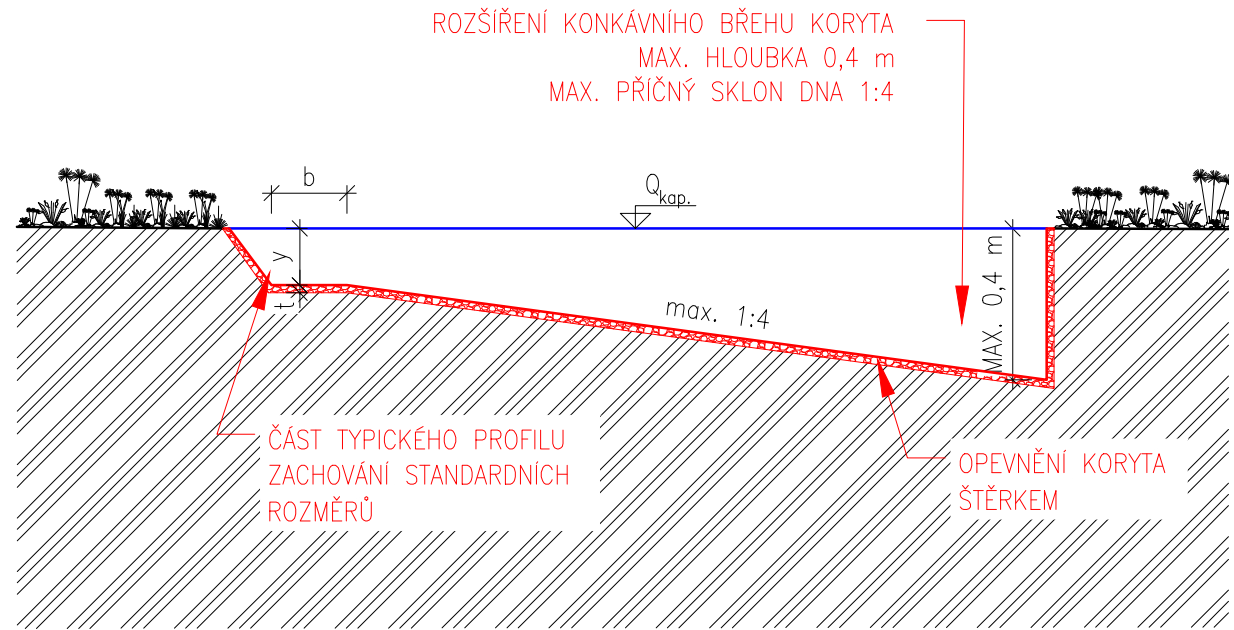 ROZŠÍŘENÍ KONKÁVNÍHO BŘEHU KORYTA
MAX. HLOUBKA 0,4 m
MAX. PŘÍČNÝ SKLON DNA 1:4
b
Qkap.
y
t
max. 1:4
MAX. 0,4 m
ČÁST TYPICKÉHO PROFILU
ZACHOVÁNÍ STANDARDNÍCH
ROZMĚRŮ
OPEVNĚNÍ KORYTA
ŠTĚRKEM